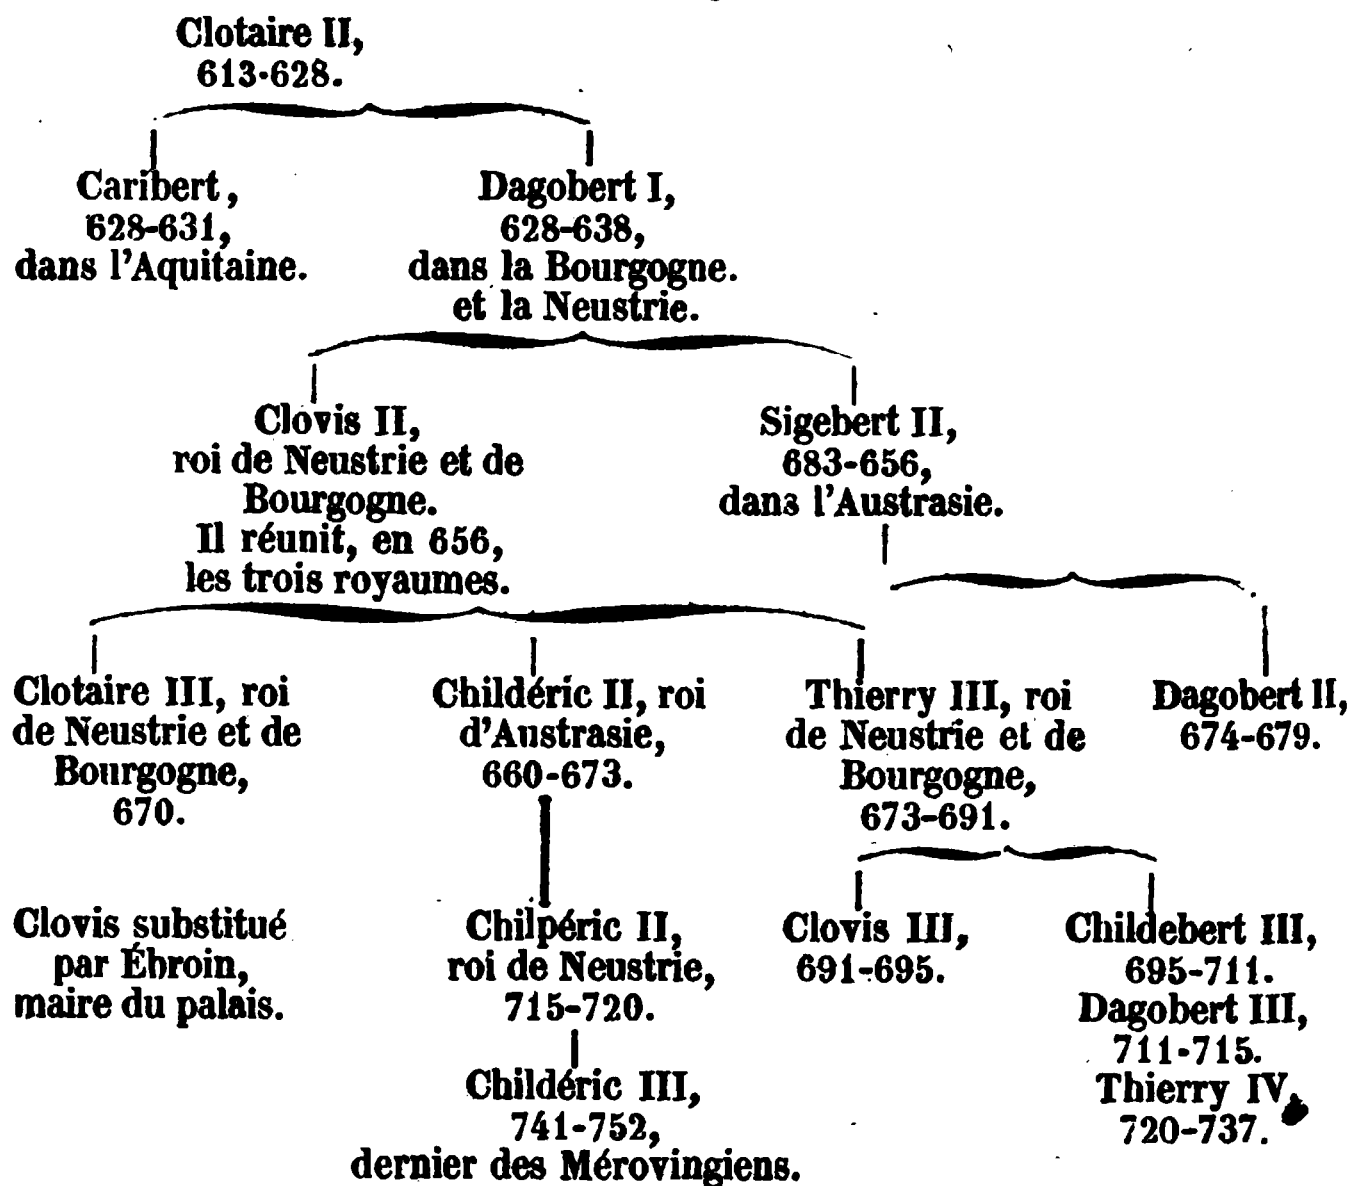 Clotaire II,
613-628.
Caribert,
628-631,
dans l'Aquitaine.
Dagobert I,
628-638,
dans la Bourgogne.
et la Neustrie.
Clovis II,
roi de Neustrie et de
Bourgogne.
Il réunit, en 656,
les trois royaumes.
Sigebert II,
683-656,
dans l'Austrasie.
Clotaire III, roi
de Neustrie et de
Bourgogne,
670.
Childéric II, roi
d'Austrasie,
660-673.
Thierry III, roi
de Neustrie et de
Bourgogne,
673-691.
Dagobert II,
674-679.
Clovis substitué
par Ébroin,
maire du palais.
Chilpéric II,
roi de Neustrie,
715-720.
Clovis III,
691-695.
Childebert III,
695-711.
Dagobert III,
711-715.
Thierry IV,
720-737.
Childéric III,
741-752,
dernier des Mérovingiens.